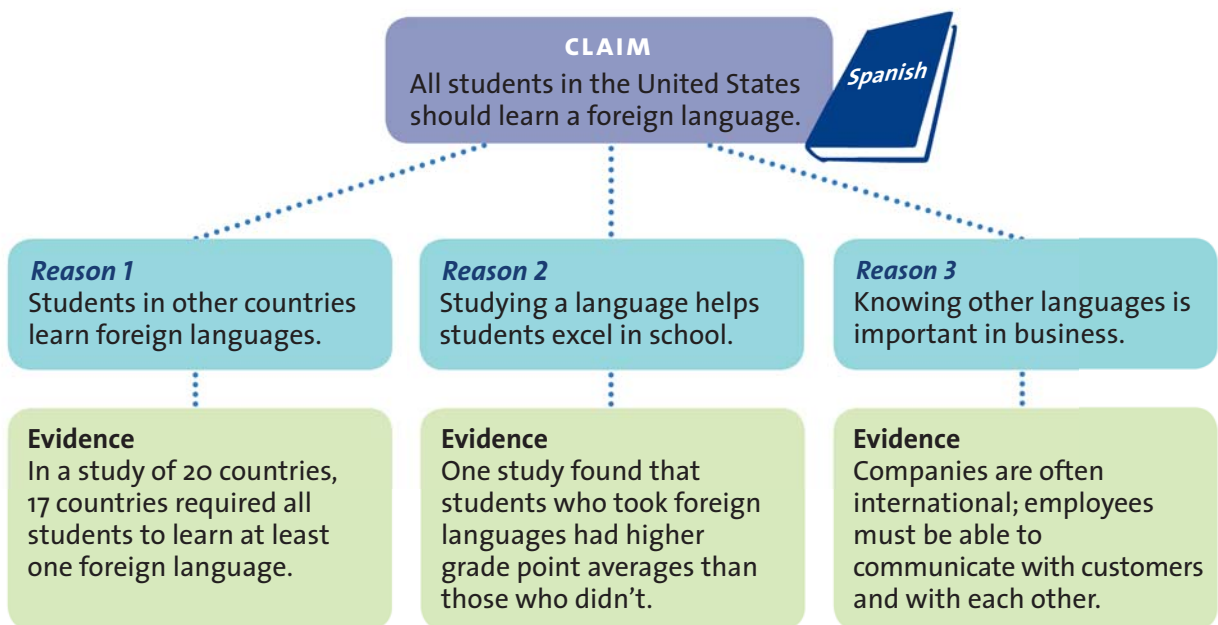 CLAIM
All students in the United States
should learn a foreign language.
Spanish
Reason 1
Students in other countries
learn foreign languages.
Evidence
In a study of 20 countries,
17 countries required all
students to learn at least
one foreign language.
Reason 2
Studying a language helps
students excel in school.
Evidence
One study found that
students who took foreign
languages had higher
grade point averages than
those who didn't.
Reason 3
Knowing other languages is
important in business.
Evidence
Companies are often
international; employees
must be able to
communicate with customers
and with each other.